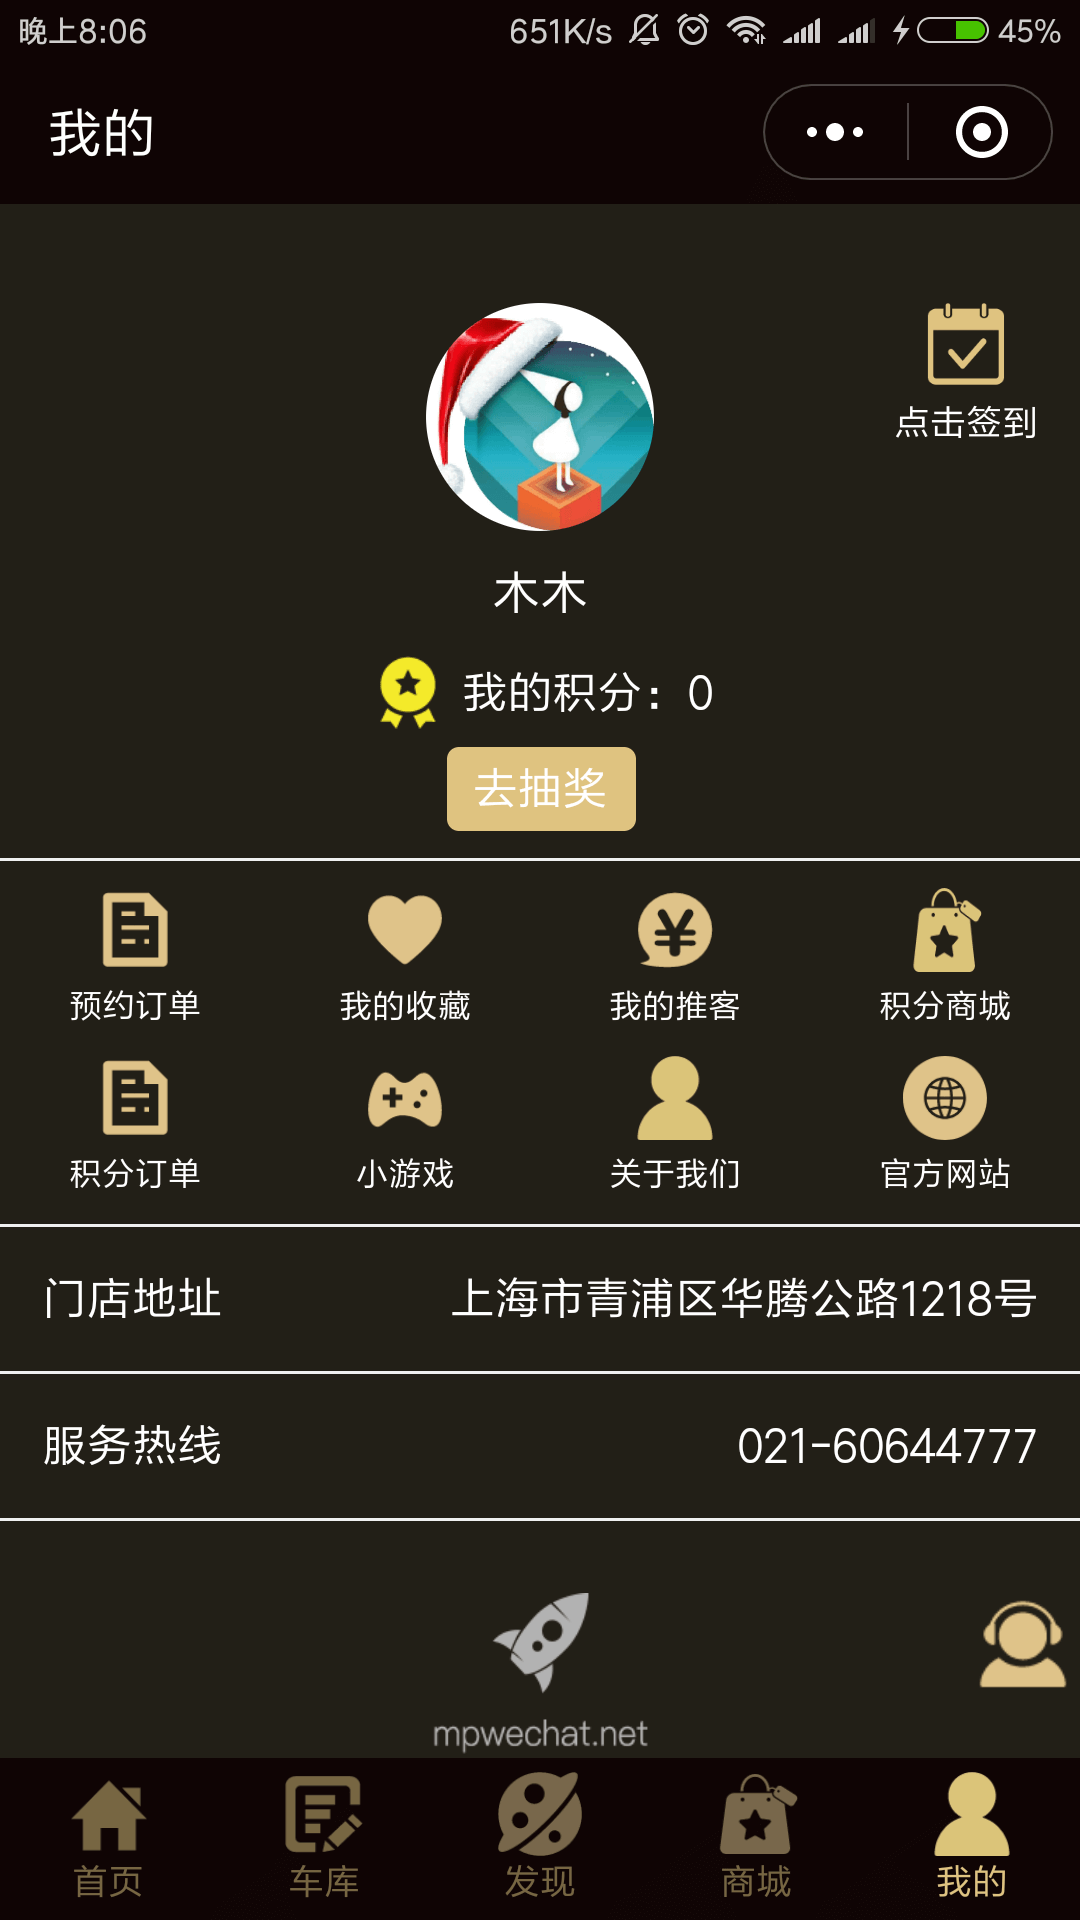 晚上8:06 651K/s 45%
我的
点击签到
木木
我的积分：0
去抽奖
预约订单 我的收藏 我的推客 积分商城
积分订单 小游戏 关于我们 官方网站
门店地址 上海市青浦区华腾公路1218号
服务热线 021-60644777
mpwechat.net
首页 车库 发现 商城 我的